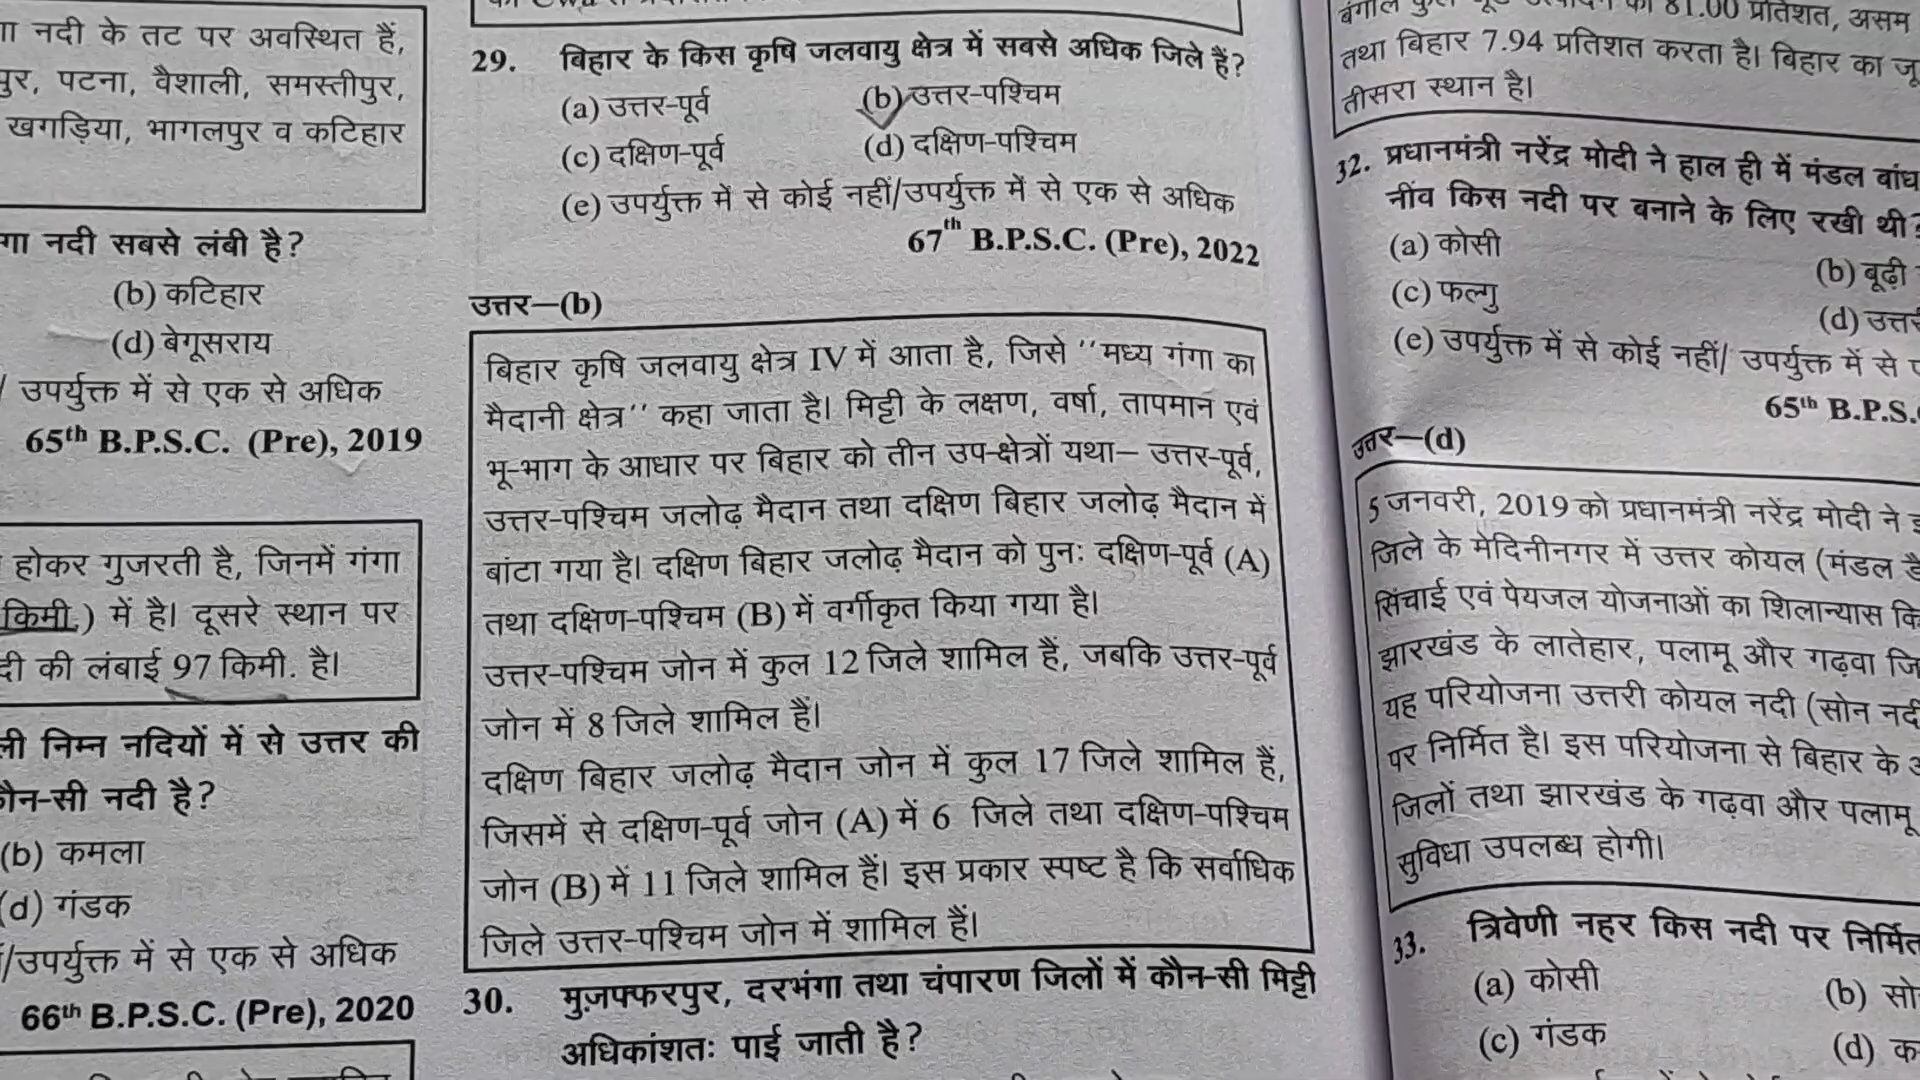 नदी के तट पर अवस्थित हैं,
पटना, वैशाली, समस्तीपुर,
खगड़िया, भागलपुर व कटिहार
नदी सबसे लंबी है?
(b) कटिहार
(d) बेगूसराय
उपर्युक्त में से एक से अधिक
65th B.P.S.C. (Pre), 2019
होकर गुजरती है, जिनमें गंगा
किमी.) में है। दूसरे स्थान पर
की लंबाई 97 किमी. है।
निम्न नदियों में से उत्तर की
कौन-सी नदी है?
(b) कमला
(d) गंडक
/उपर्युक्त में से एक से अधिक
66th B.P.S.C. (Pre), 2020
29. बिहार के किस कृषि जलवायु क्षेत्र में सबसे अधिक जिले हैं?
(a) उत्तर-पूर्व (b) उत्तर-पश्चिम
(c) दक्षिण-पूर्व (d) दक्षिण-पश्चिम
(e) उपर्युक्त में से कोई नहीं/उपर्युक्त में से एक से अधिक
67th B.P.S.C. (Pre), 2022
उत्तर—(b)
बिहार कृषि जलवायु क्षेत्र IV में आता है, जिसे ''मध्य गंगा का
मैदानी क्षेत्र'' कहा जाता है। मिट्टी के लक्षण, वर्षा, तापमान एवं
भू-भाग के आधार पर बिहार को तीन उप-क्षेत्रों यथा— उत्तर-पूर्व,
उत्तर-पश्चिम जलोढ़ मैदान तथा दक्षिण बिहार जलोढ़ मैदान में
बांटा गया है। दक्षिण बिहार जलोढ़ मैदान को पुनः दक्षिण-पूर्व (A)
तथा दक्षिण-पश्चिम (B) में वर्गीकृत किया गया है।
उत्तर-पश्चिम जोन में कुल 12 जिले शामिल हैं, जबकि उत्तर-पूर्व
जोन में 8 जिले शामिल हैं।
दक्षिण बिहार जलोढ़ मैदान जोन में कुल 17 जिले शामिल हैं,
जिसमें से दक्षिण-पूर्व जोन (A) में 6 जिले तथा दक्षिण-पश्चिम
जोन (B) में 11 जिले शामिल हैं। इस प्रकार स्पष्ट है कि सर्वाधिक
जिले उत्तर-पश्चिम जोन में शामिल हैं।
30. मुज़फ्फरपुर, दरभंगा तथा चंपारण जिलों में कौन-सी मिट्टी
अधिकांशतः पाई जाती है?
81.00 प्रतिशत, असम
तथा बिहार 7.94 प्रतिशत करता है। बिहार का
तीसरा स्थान है।
32. प्रधानमंत्री नरेंद्र मोदी ने हाल ही में मंडल बांध
नींव किस नदी पर बनाने के लिए रखी थी?
(a) कोसी
(b) बूढ़ी
(c) फल्गु
(d)
(e) उपर्युक्त में से कोई नहीं/ उपर्युक्त में से
65th B.P.S.
उत्तर—(d)
5 जनवरी, 2019 को प्रधानमंत्री नरेंद्र मोदी ने
जिले के मेदिनीनगर में उत्तर कोयल (मंडल
सिंचाई एवं पेयजल योजनाओं का शिलान्यास
झारखंड के लातेहार, पलामू और गढ़वा
यह परियोजना उत्तरी कोयल नदी (सोन
पर निर्मित है। इस परियोजना से बिहार के
जिलों तथा झारखंड के गढ़वा और पलामू
सुविधा उपलब्ध होगी।
33. त्रिवेणी नहर किस नदी पर निर्मित
(a) कोसी (b)
(c) गंडक (d)